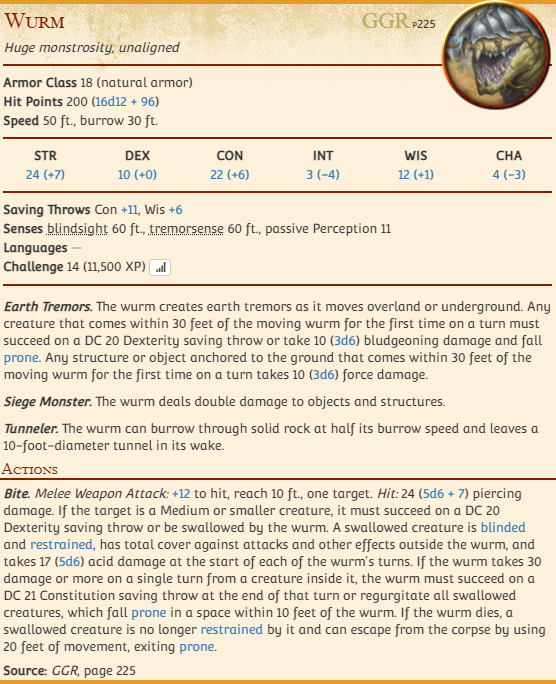 Wurm GGR p225
Huge monstrosity, unaligned
Armor Class 18 (natural armor)
Hit Points 200 (16d12 + 96)
Speed 50 ft., burrow 30 ft.
STR DEX CON INT WIS CHA
24 (+7) 10 (+0) 22 (+6) 3 (−4) 12 (+1) 4 (−3)
Saving Throws Con +11, Wis +6
Senses blindsight 60 ft., tremorsense 60 ft., passive Perception 11
Languages —
Challenge 14 (11,500 XP)
Earth Tremors. The wurm creates earth tremors as it moves overland or underground. Any
creature that comes within 30 feet of the moving wurm for the first time on a turn must
succeed on a DC 20 Dexterity saving throw or take 10 (3d6) bludgeoning damage and fall
prone. Any structure or object anchored to the ground that comes within 30 feet of the
moving wurm for the first time on a turn takes 10 (3d6) force damage.
Siege Monster. The wurm deals double damage to objects and structures.
Tunneler. The wurm can burrow through solid rock at half its burrow speed and leaves a
10-foot-diameter tunnel in its wake.
Actions
Bite. Melee Weapon Attack: +12 to hit, reach 10 ft., one target. Hit: 24 (5d6 + 7) piercing
damage. If the target is a Medium or smaller creature, it must succeed on a DC 20
Dexterity saving throw or be swallowed by the wurm. A swallowed creature is blinded
and restrained, has total cover against attacks and other effects outside the wurm, and
takes 17 (5d6) acid damage at the start of each of the wurm's turns. If the wurm takes 30
damage or more on a single turn from a creature inside it, the wurm must succeed on a
DC 21 Constitution saving throw at the end of that turn or regurgitate all swallowed
creatures, which fall prone in a space within 10 feet of the wurm. If the wurm dies, a
swallowed creature is no longer restrained by it and can escape from the corpse by using
20 feet of movement, exiting prone.
Source: GGR, page 225